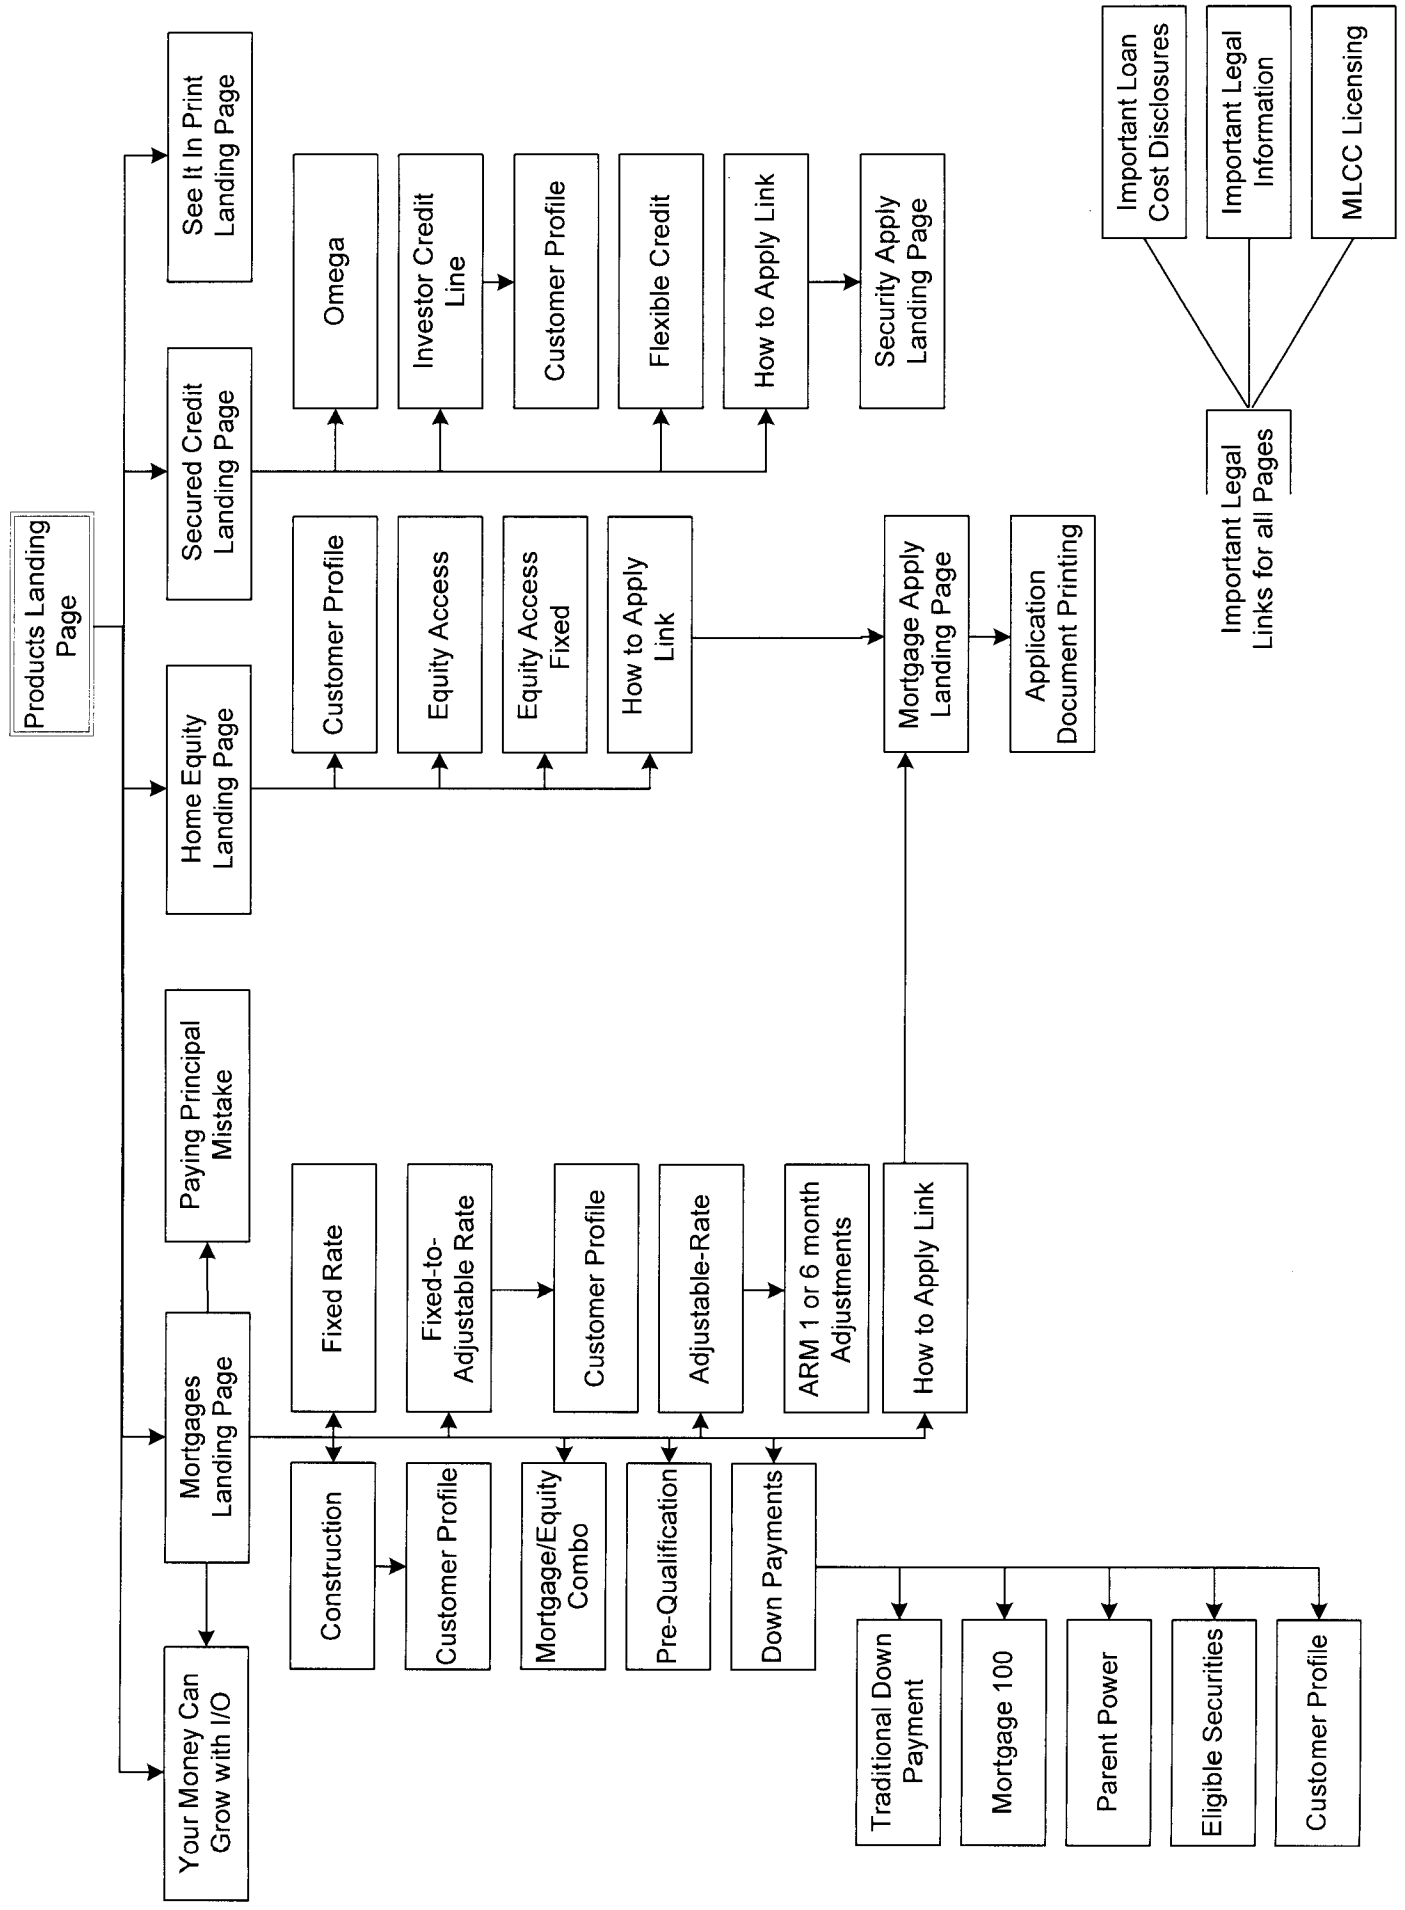 Products Landing
Page
Your Money Can
Grow with I/O
Mortgages
Landing Page
Paying Principal
Mistake
Home Equity
Landing Page
Secured Credit
Landing Page
See It In Print
Landing Page
Construction
Customer Profile
Mortgage/Equity
Combo
Pre-Qualification
Down Payments
Traditional Down
Payment
Mortgage 100
Parent Power
Eligible Securities
Customer Profile
Fixed Rate
Fixed-to-
Adjustable Rate
Customer Profile
Adjustable-Rate
ARM 1 or 6 month
Adjustments
How to Apply Link
Customer Profile
Equity Access
Equity Access
Fixed
How to Apply
Link
Mortgage Apply
Landing Page
Application
Document Printing
Omega
Investor Credit
Line
Customer Profile
Flexible Credit
How to Apply Link
Security Apply
Landing Page
Important Legal
Links for all Pages
Important Loan
Cost Disclosures
Important Legal
Information
MLCC Licensing